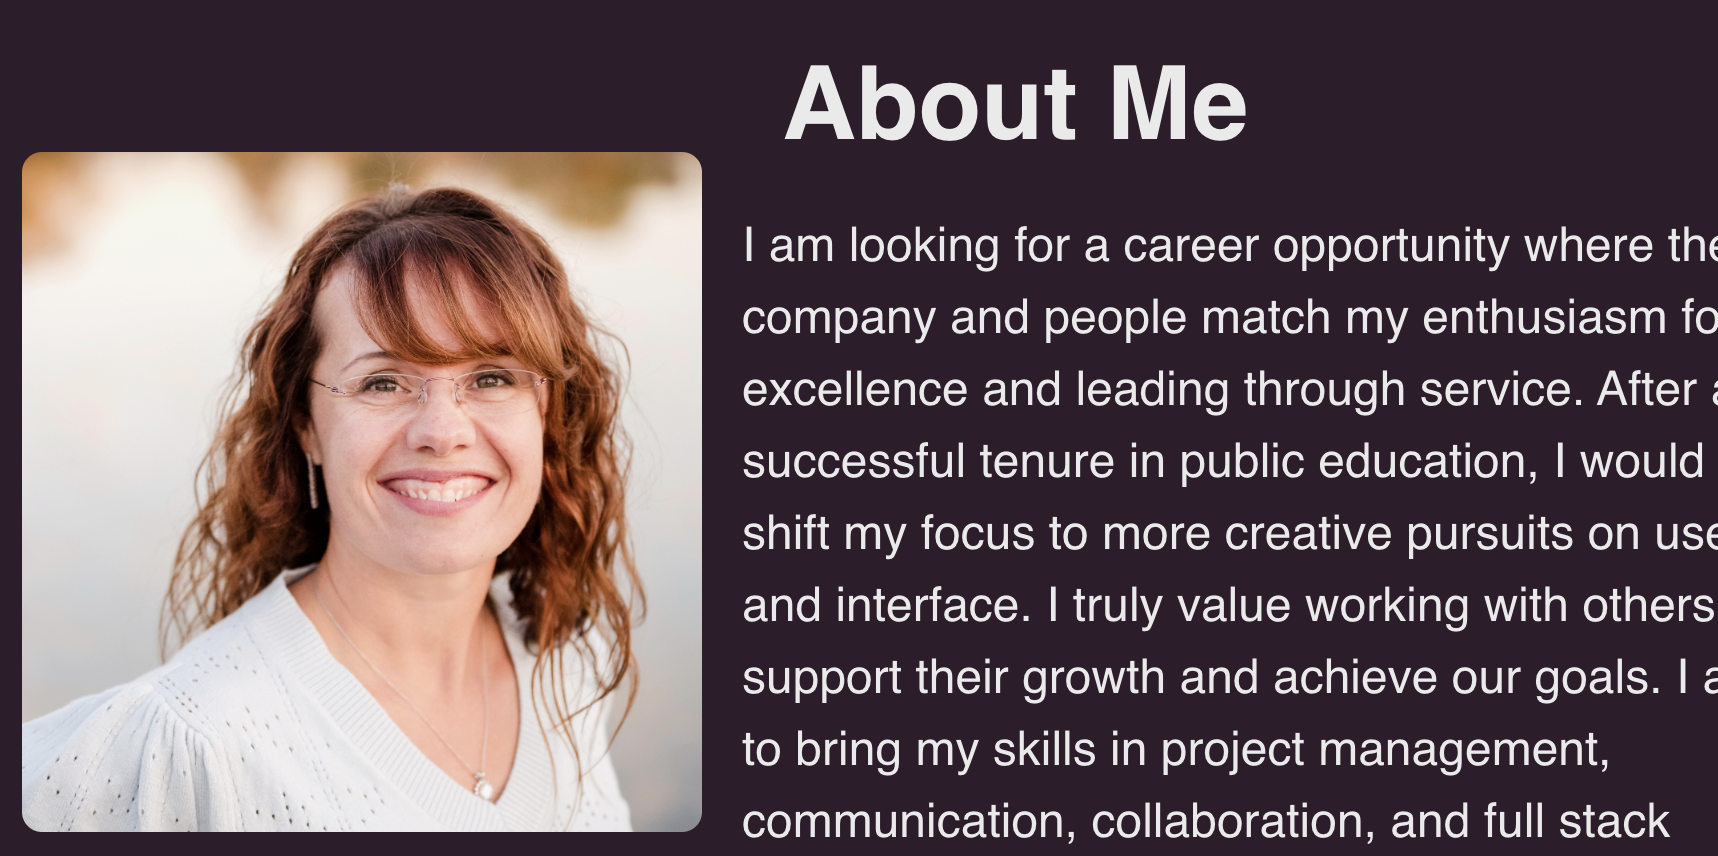 About Me
I am looking for a career opportunity where the
company and people match my enthusiasm fo
excellence and leading through service. After a
successful tenure in public education, I would
shift my focus to more creative pursuits on use
and interface. I truly value working with others
support their growth and achieve our goals. I a
to bring my skills in project management,
communication, collaboration, and full stack